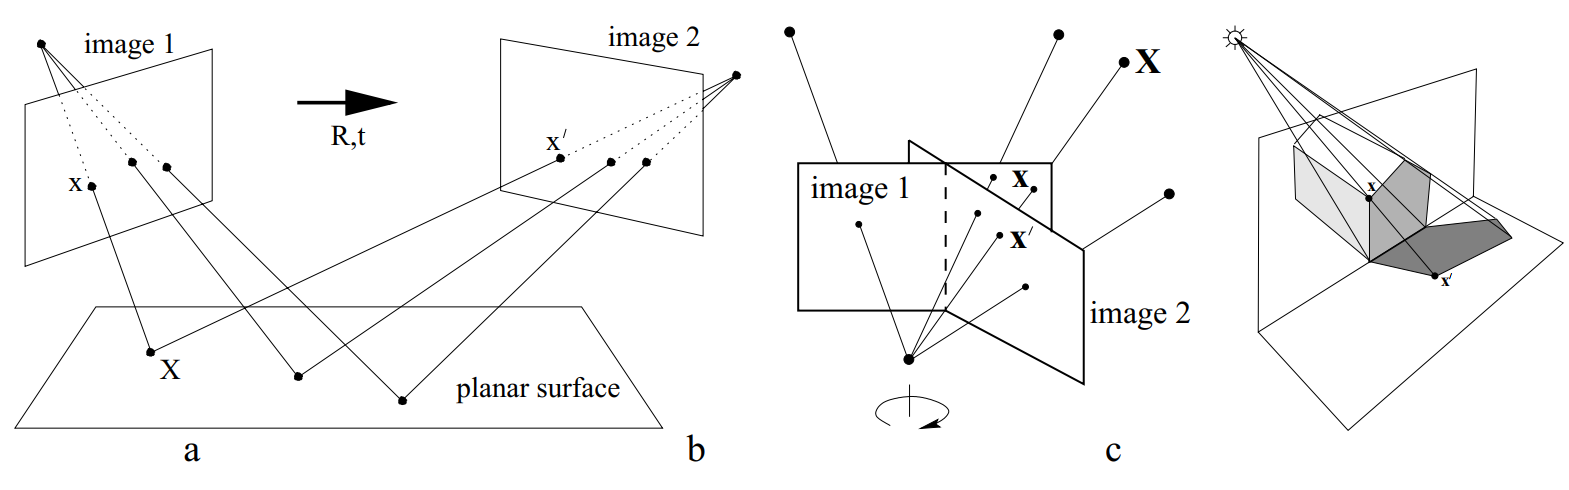 image 1
image 2
R,t
x
x′
X
planar surface
a
b
X
image 1
x
x′
image 2
c
x
x′